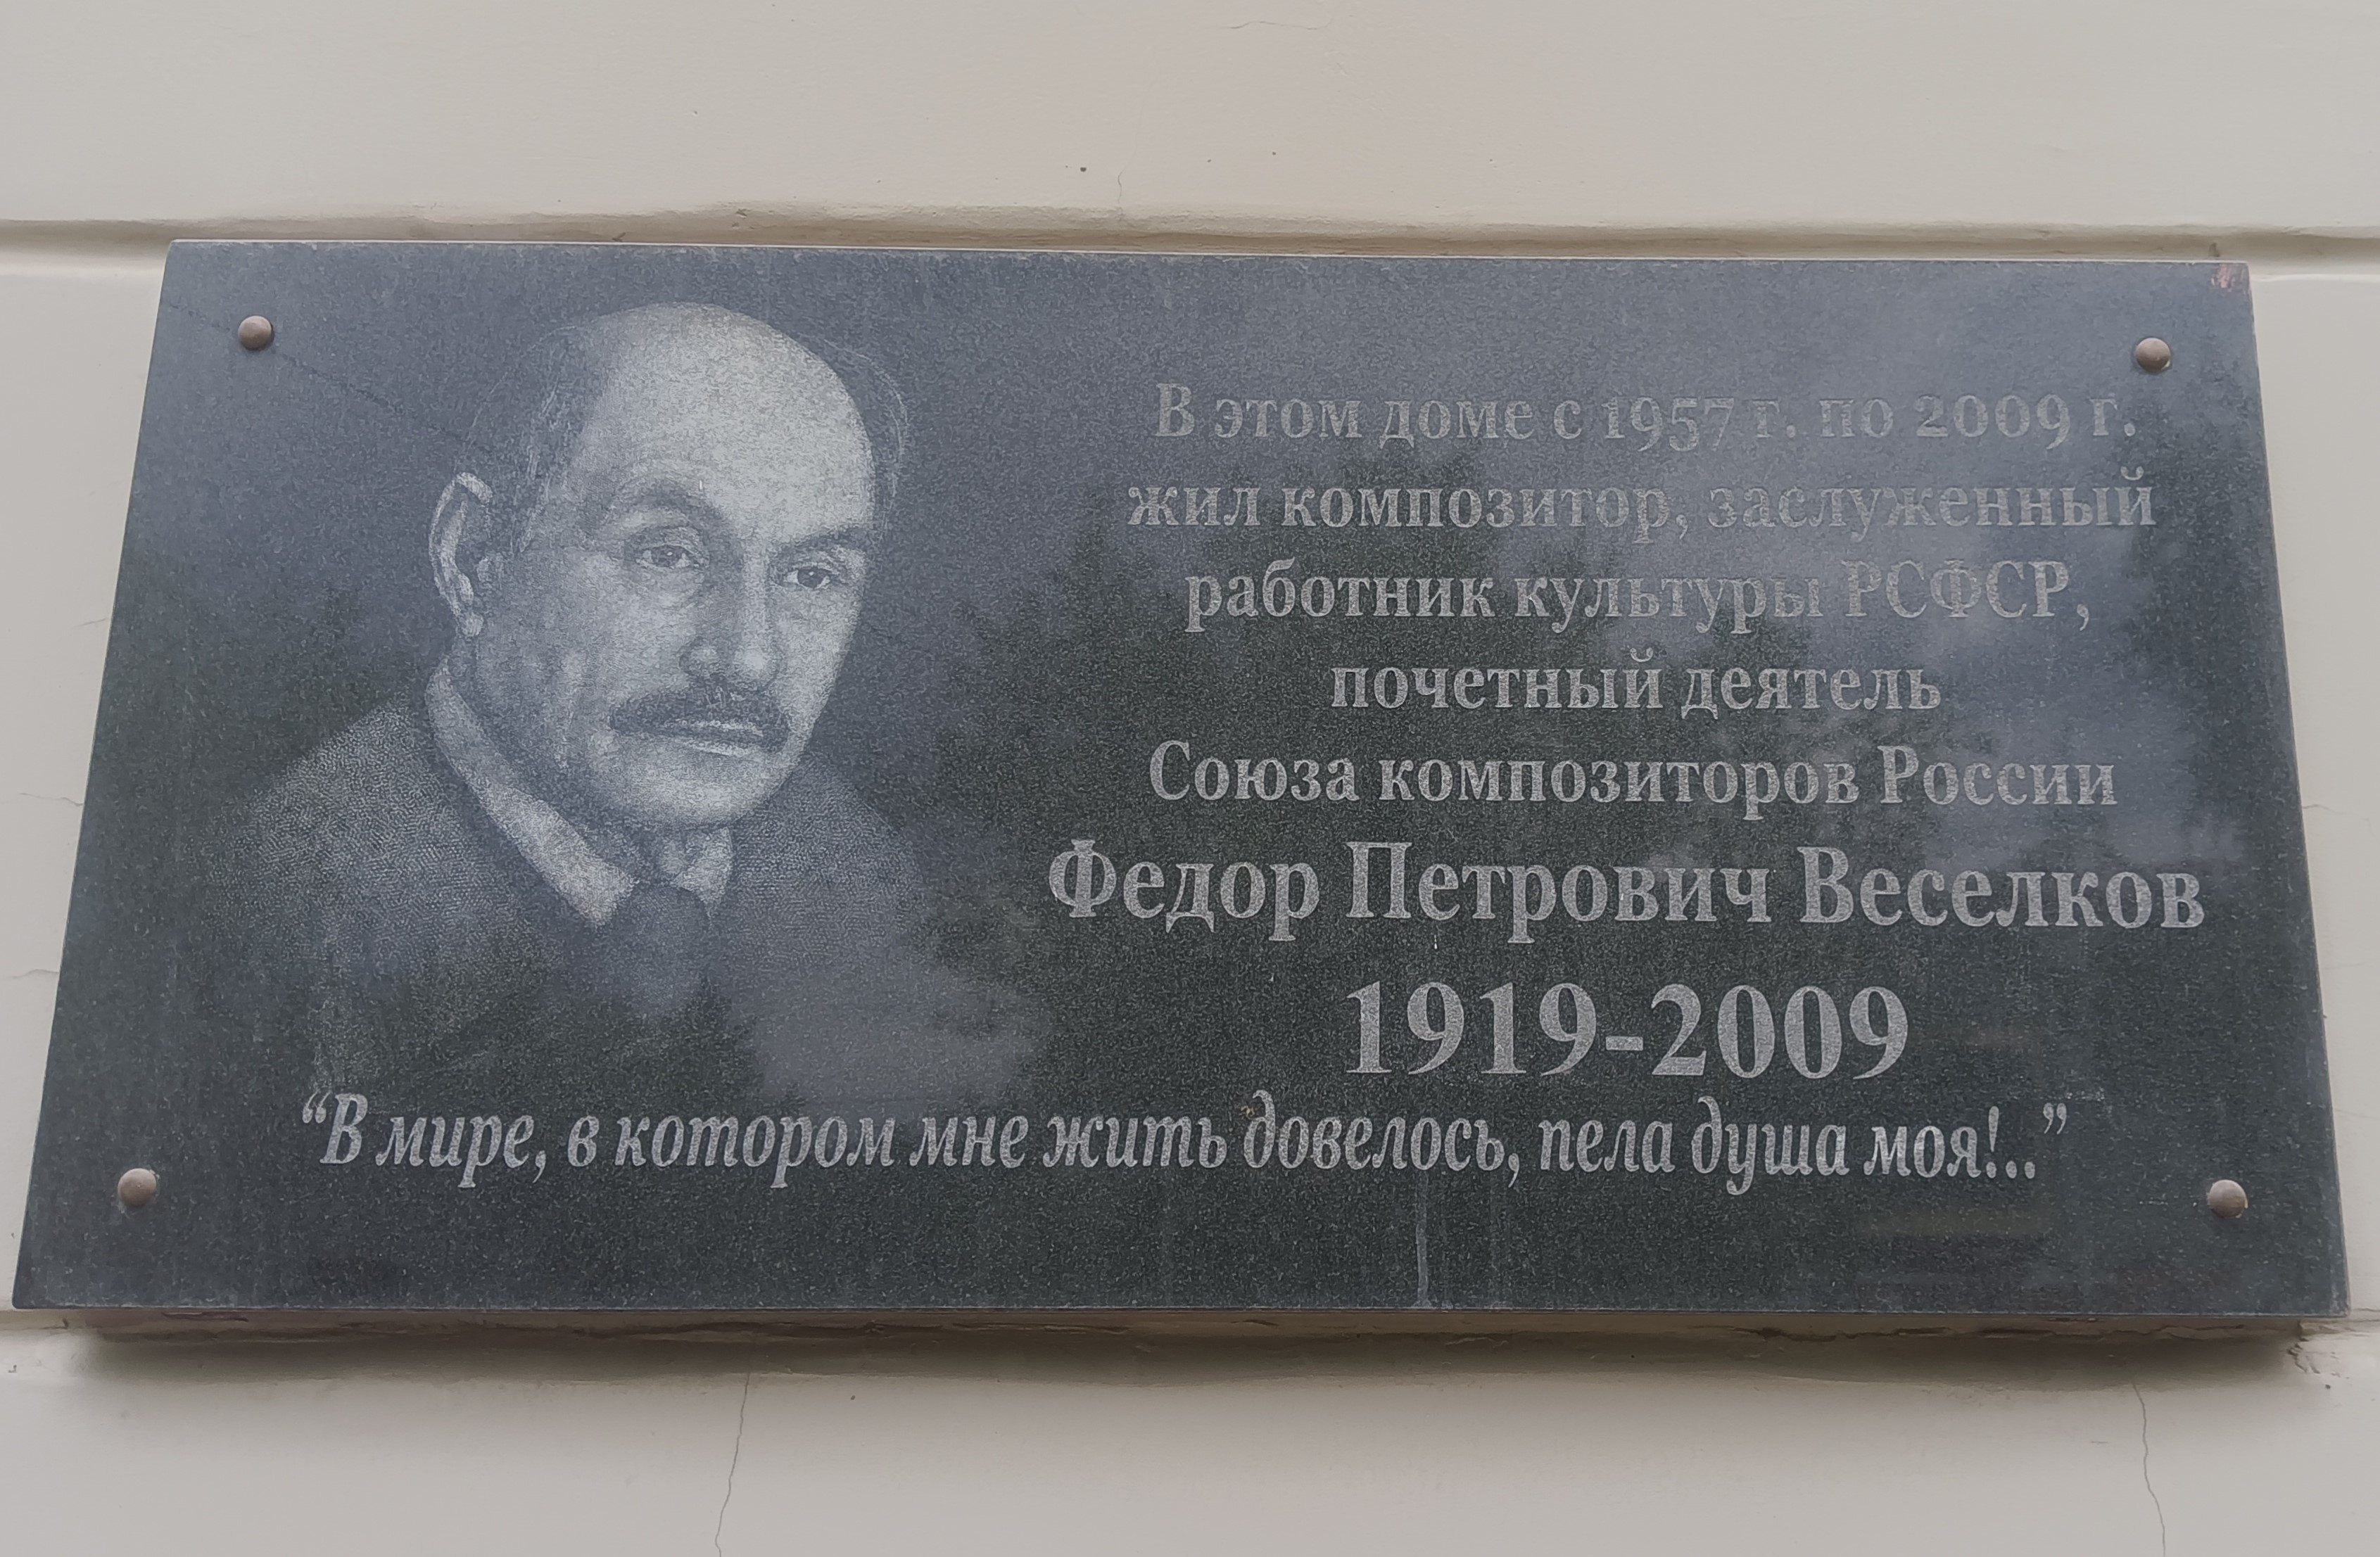 В этом доме с 1957 г. по 2009 г.
жил композитор, заслуженный
работник культуры РСФСР,
почетный деятель
Союза композиторов России
Федор Петрович Веселков
1919-2009
“В мире, в котором мне жить довелось, пела душа моя!..”